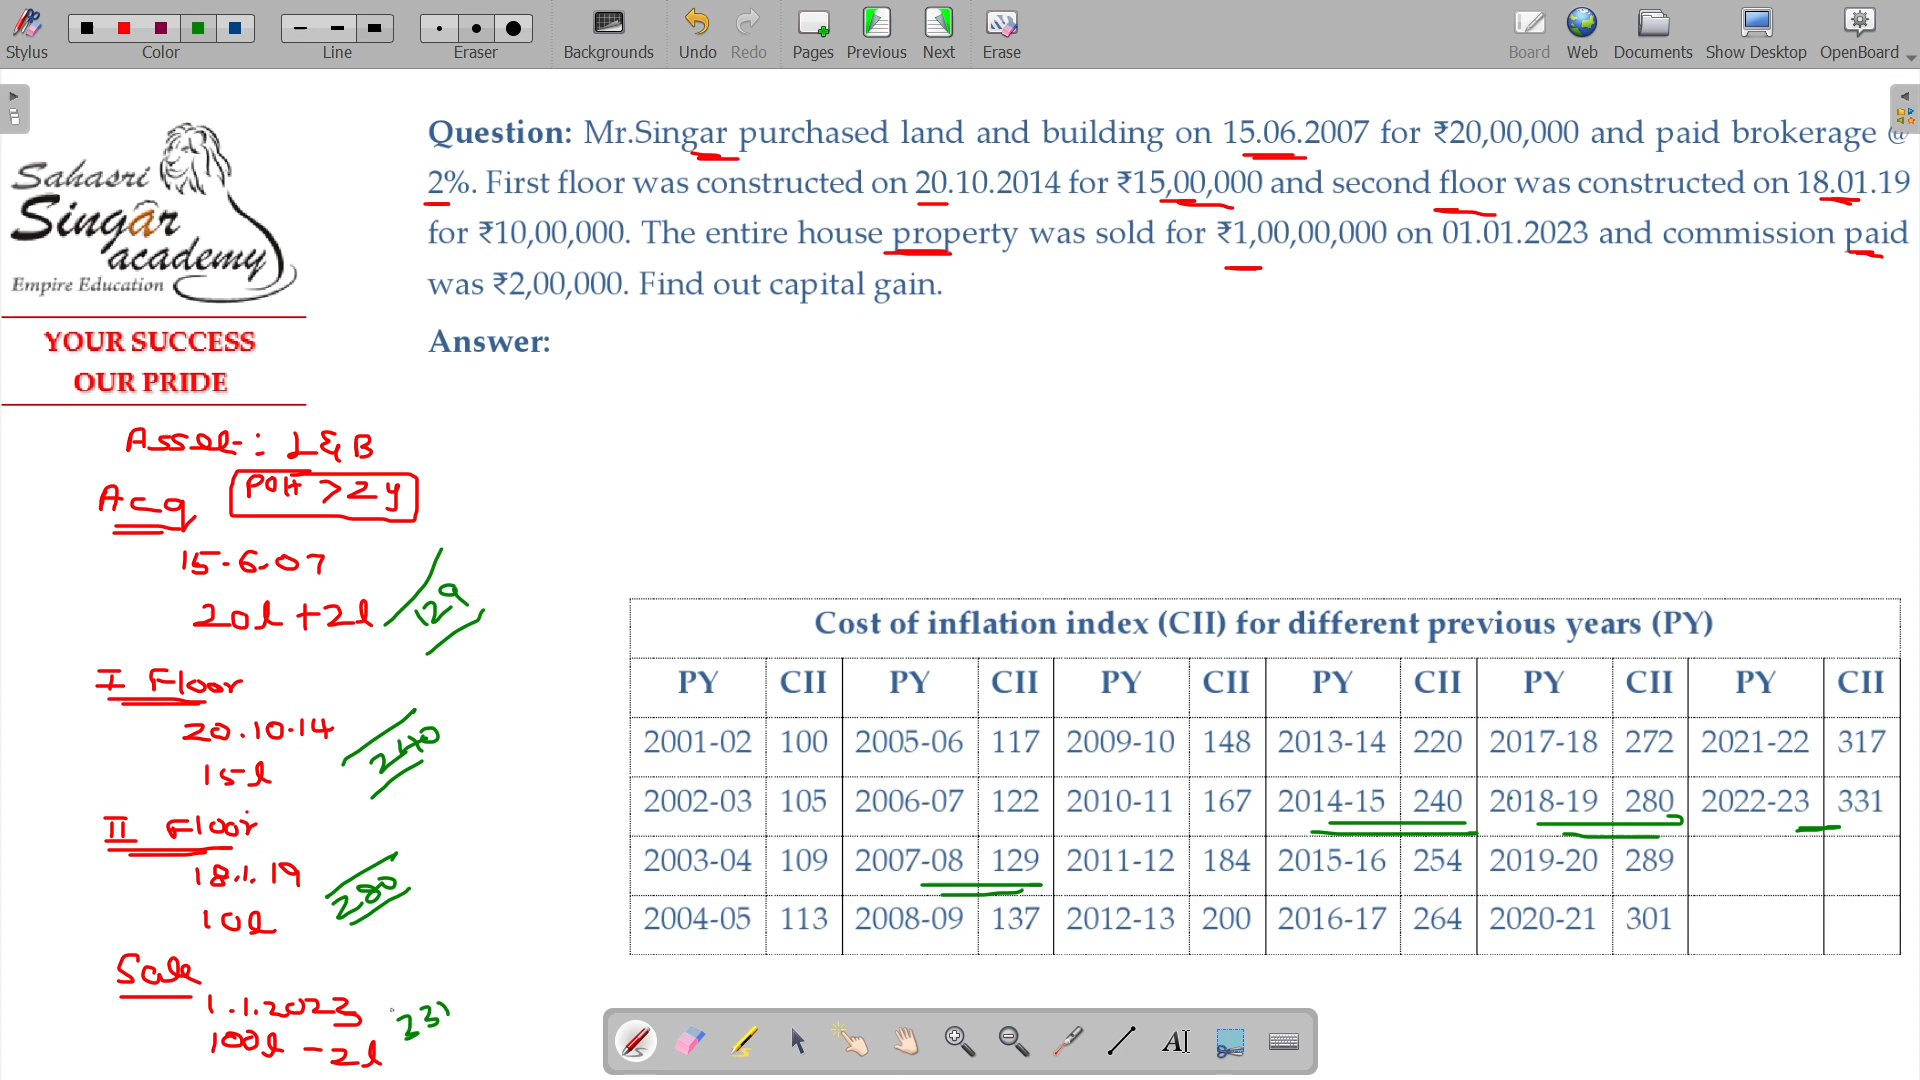 Stylus
Color
Line
Eraser
Backgrounds
Undo
Redo
Pages
Previous
Next
Erase
Board
Web
Documents
Show Desktop
OpenBoard
Sahasri
Singar
academy
Empire Education
YOUR SUCCESS
OUR PRIDE
Question: Mr.Singar purchased land and building on 15.06.2007 for ₹20,00,000 and paid brokerage @
2%. First floor was constructed on 20.10.2014 for ₹15,00,000 and second floor was constructed on 18.01.19
for ₹10,00,000. The entire house property was sold for ₹1,00,00,000 on 01.01.2023 and commission paid
was ₹2,00,000. Find out capital gain.
Answer:
Asset: L & B
Acq POH > 2 y
15.6.07
20l + 2l 129
I Floor
20.10.14
15l 240
II Floor
18.1.19
10l 280
Sale
1.1.2023
100l - 2l 331
Cost of inflation index (CII) for different previous years (PY)
PY CII PY CII PY CII PY CII PY CII PY CII
2001-02 100 2005-06 117 2009-10 148 2013-14 220 2017-18 272 2021-22 317
2002-03 105 2006-07 122 2010-11 167 2014-15 240 2018-19 280 2022-23 331
2003-04 109 2007-08 129 2011-12 184 2015-16 254 2019-20 289
2004-05 113 2008-09 137 2012-13 200 2016-17 264 2020-21 301
AI